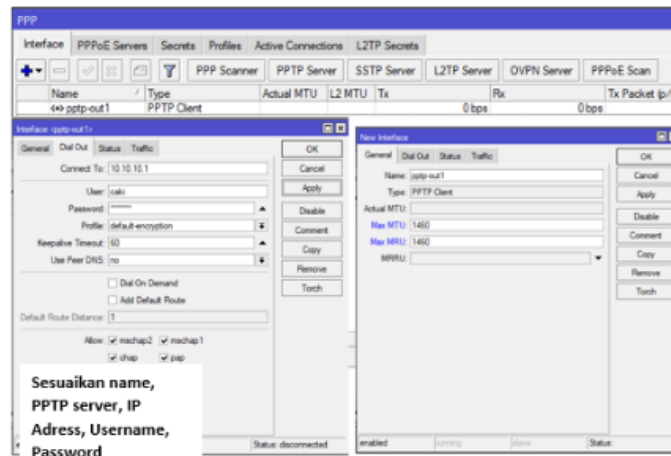 PPP
Interface PPPoE Servers Secrets Profiles Active Connections L2TP Secrets
PPP Scanner PPTP Server SSTP Server L2TP Server OVPN Server PPPoE Scan
Name Type Actual MTU L2 MTU Tx Rx Tx Packet (p/
pptp-out1 PPTP Client 0 bps 0 bps
Interface <pptp-out1>
General Dial Out Status Traffic
Connect To: 10.10.10.1
User:
Password: ******
Profile: default-encryption
Keepalive Timeout: 60
Use Peer DNS: no
Dial On Demand
Add Default Route
Default Route Distance: 1
Allow: mschap2 mschap1
chap pap
OK
Cancel
Apply
Disable
Comment
Copy
Remove
Torch
Status: disconnected
Sesuaikan name,
PPTP server, IP
Adress, Username,
Password
New Interface
General Dial Out Status Traffic
Name: pptp-out1
Type: PPTP Client
Actual MTU:
Max MTU: 1460
Max MRU: 1460
MRRU:
OK
Cancel
Apply
Disable
Comment
Copy
Remove
Torch
enabled running slave Status: